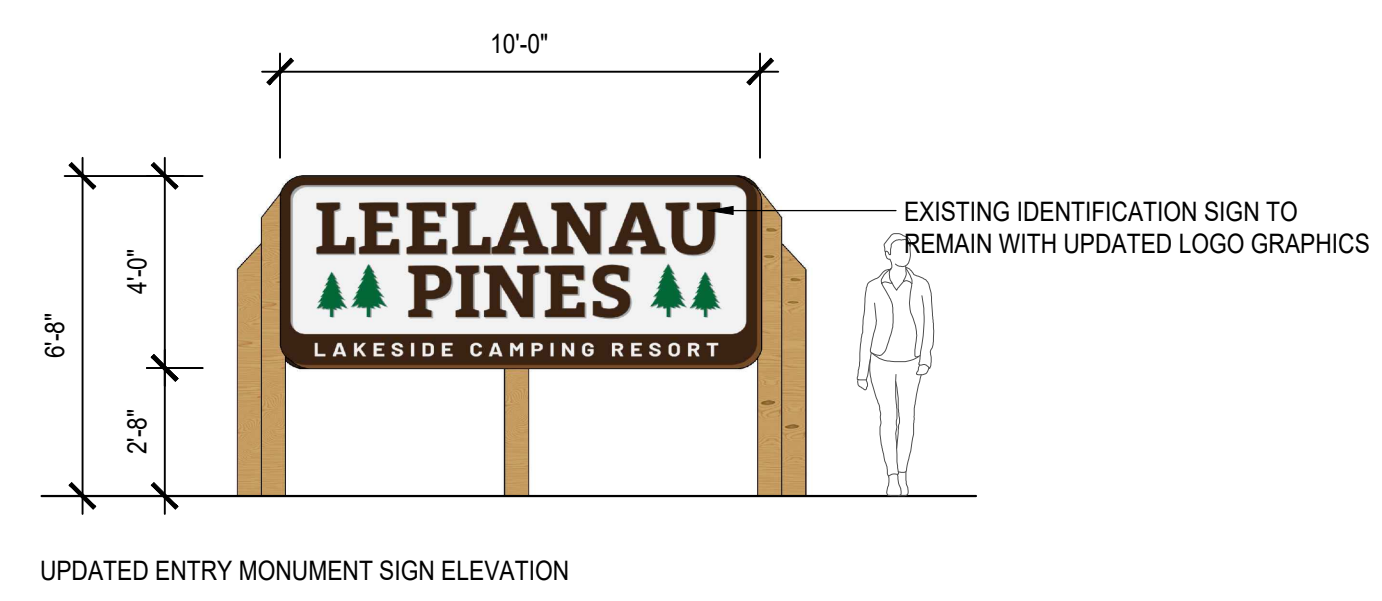 10'-0"
EXISTING IDENTIFICATION SIGN TO
REMAIN WITH UPDATED LOGO GRAPHICS
LEELANAU
PINES
LAKESIDE CAMPING RESORT
4'-0"
6'-8"
2'-8"
UPDATED ENTRY MONUMENT SIGN ELEVATION